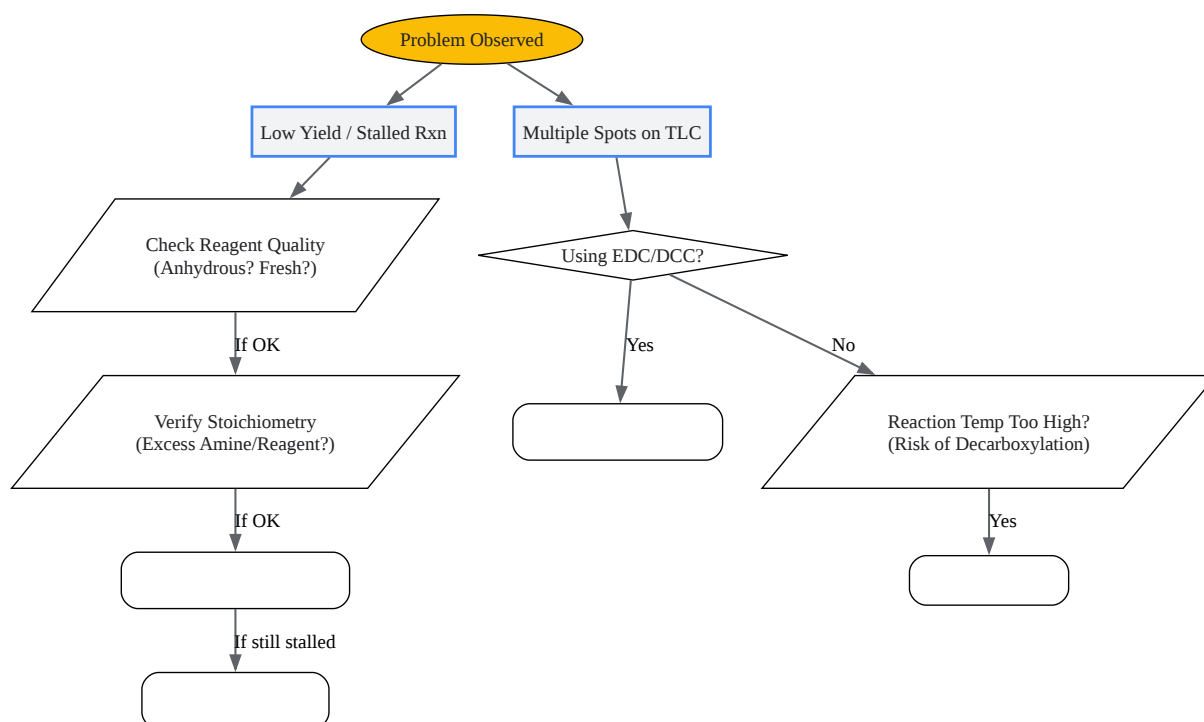 Problem Observed
Low Yield / Stalled Rxn
Multiple Spots on TLC
Check Reagent Quality
(Anhydrous? Fresh?)
Using EDC/DCC?
If OK
Yes
No
Verify Stoichiometry
(Excess Amine/Reagent?)
Reaction Temp Too High?
(Risk of Decarboxylation)
If OK
Yes
If still stalled